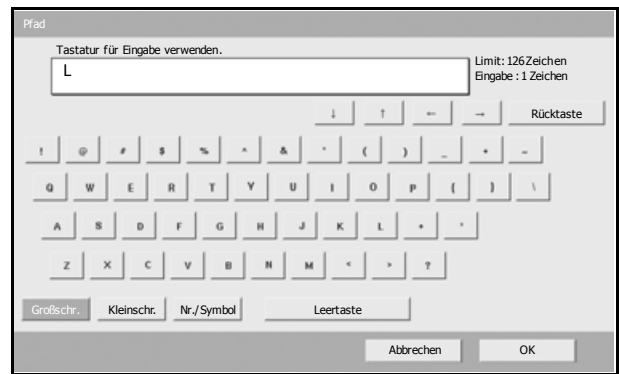 Pfad
Tastatur für Eingabe verwenden.
L
Limit: 126 Zeichen
Eingabe : 1 Zeichen
↓ ↑ ← → Rücktaste
! @ # $ % ^ & * ( ) _ + ~
Q W E R T Y U I O P { } \
A S D F G H J K L
Z X C V B N M < > ?
Großschr. Kleinschr. Nr./Symbol Leertaste
Abbrechen OK